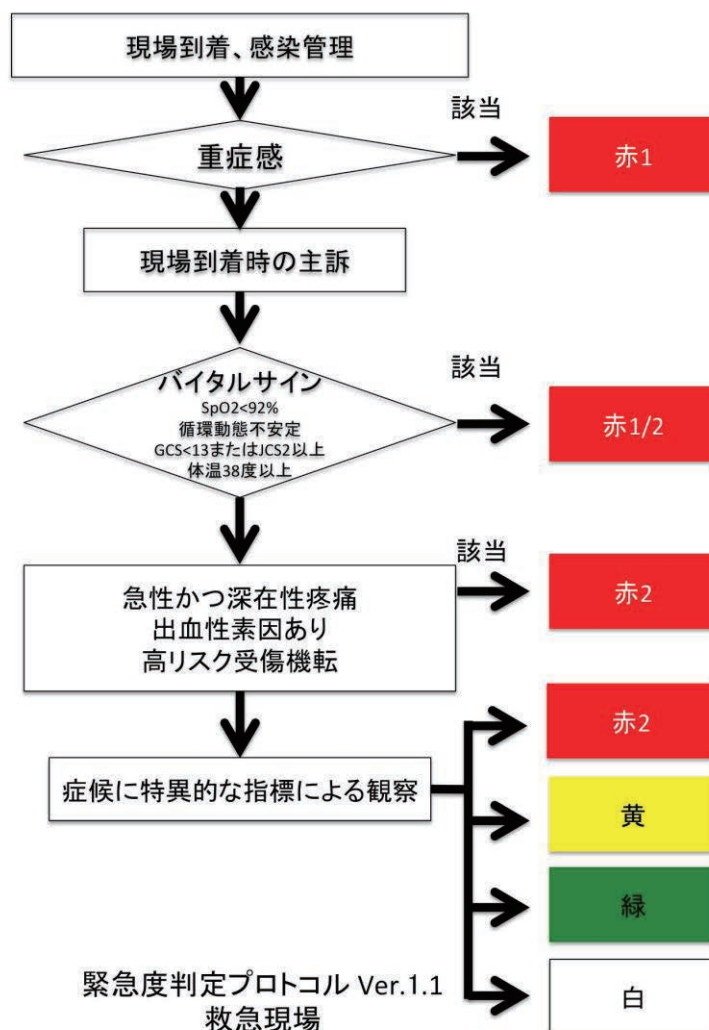 現場到着、感染管理
該当
重症感
赤1
現場到着時の主訴
バイタルサイン
SpO2<92%
循環動態不安定
GCS<13またはJCS2以上
体温38度以上
該当
赤1/2
急性かつ深在性疼痛
出血性素因あり
高リスク受傷機転
該当
赤2
症候に特異的な指標による観察
赤2
黄
緑
白
緊急度判定プロトコル Ver.1.1
救急現場